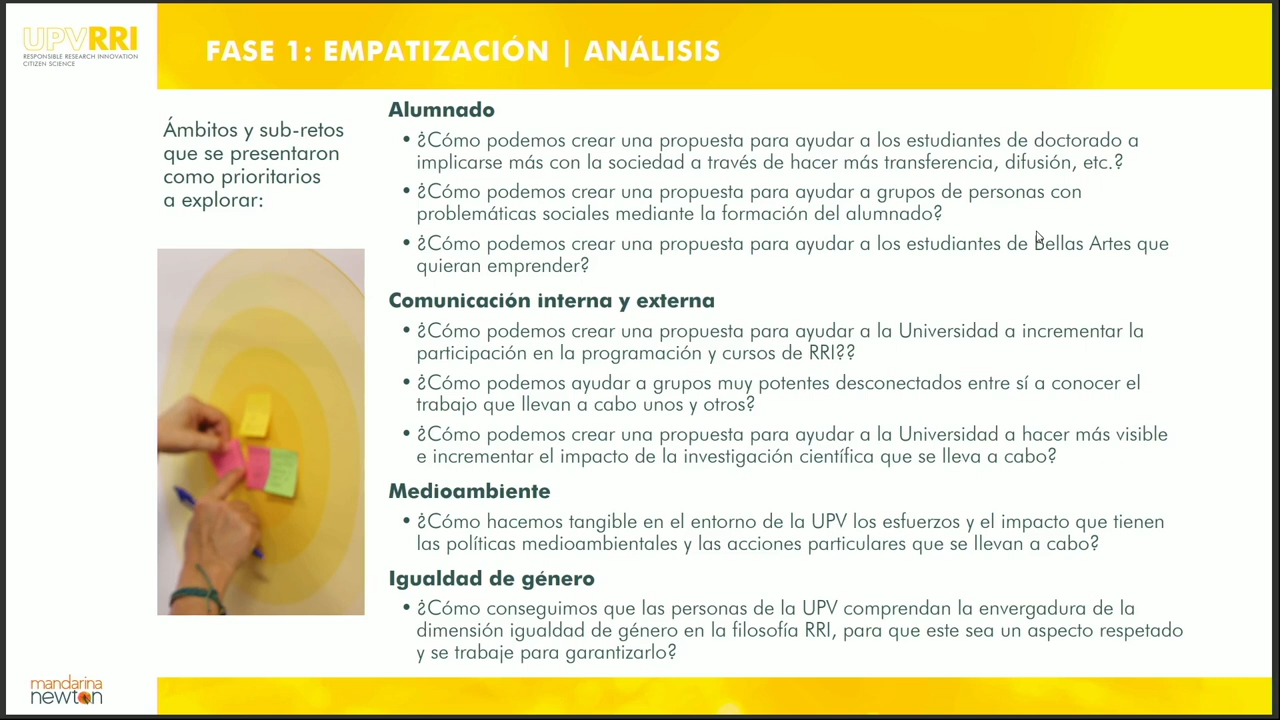 UPVRRI
RESPONSIBLE RESEARCH INNOVATION
CITIZEN SCIENCE
FASE 1: EMPATIZACIÓN | ANÁLISIS
Ámbitos y sub-retos
que se presentaron
como prioritarios
a explorar:
Alumnado
• ¿Cómo podemos crear una propuesta para ayudar a los estudiantes de doctorado a
implicarse más con la sociedad a través de hacer más transferencia, difusión, etc.?
• ¿Cómo podemos crear una propuesta para ayudar a grupos de personas con
problemáticas sociales mediante la formación del alumnado?
• ¿Cómo podemos crear una propuesta para ayudar a los estudiantes de Bellas Artes que
quieran emprender?
Comunicación interna y externa
• ¿Cómo podemos crear una propuesta para ayudar a la Universidad a incrementar la
participación en la programación y cursos de RRI??
• ¿Cómo podemos ayudar a grupos muy potentes desconectados entre sí a conocer el
trabajo que llevan a cabo unos y otros?
• ¿Cómo podemos crear una propuesta para ayudar a la Universidad a hacer más visible
e incrementar el impacto de la investigación científica que se lleva a cabo?
Medioambiente
• ¿Cómo hacemos tangible en el entorno de la UPV los esfuerzos y el impacto que tienen
las políticas medioambientales y las acciones particulares que se llevan a cabo?
Igualdad de género
• ¿Cómo conseguimos que las personas de la UPV comprendan la envergadura de la
dimensión igualdad de género en la filosofía RRI, para que este sea un aspecto respetado
y se trabaje para garantizarlo?
mandarina
newton